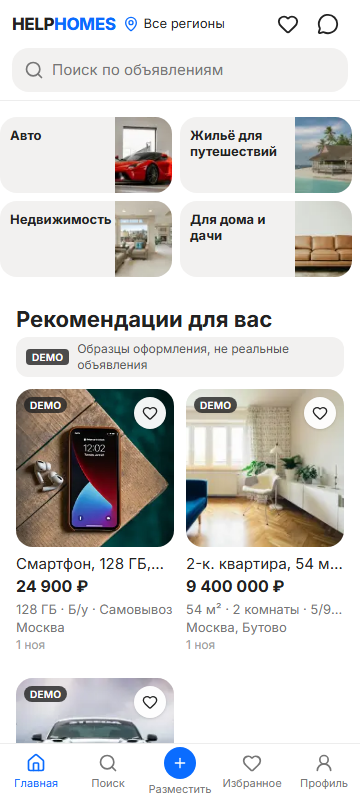 HELPHOMES Все регионы
Поиск по объявлениям
Авто
Жильё для
путешествий
Недвижимость
Для дома и
дачи
Рекомендации для вас
DEMO Образцы оформления, не реальные
объявления
DEMO
DEMO
Смартфон, 128 ГБ,...
24 900 ₽
128 ГБ · Б/у · Самовывоз
Москва
1 ноя
2-к. квартира, 54 м...
9 400 000 ₽
54 м² · 2 комнаты · 5/9...
Москва, Бутово
1 ноя
DEMO
Главная
Поиск
Разместить
Избранное
Профиль